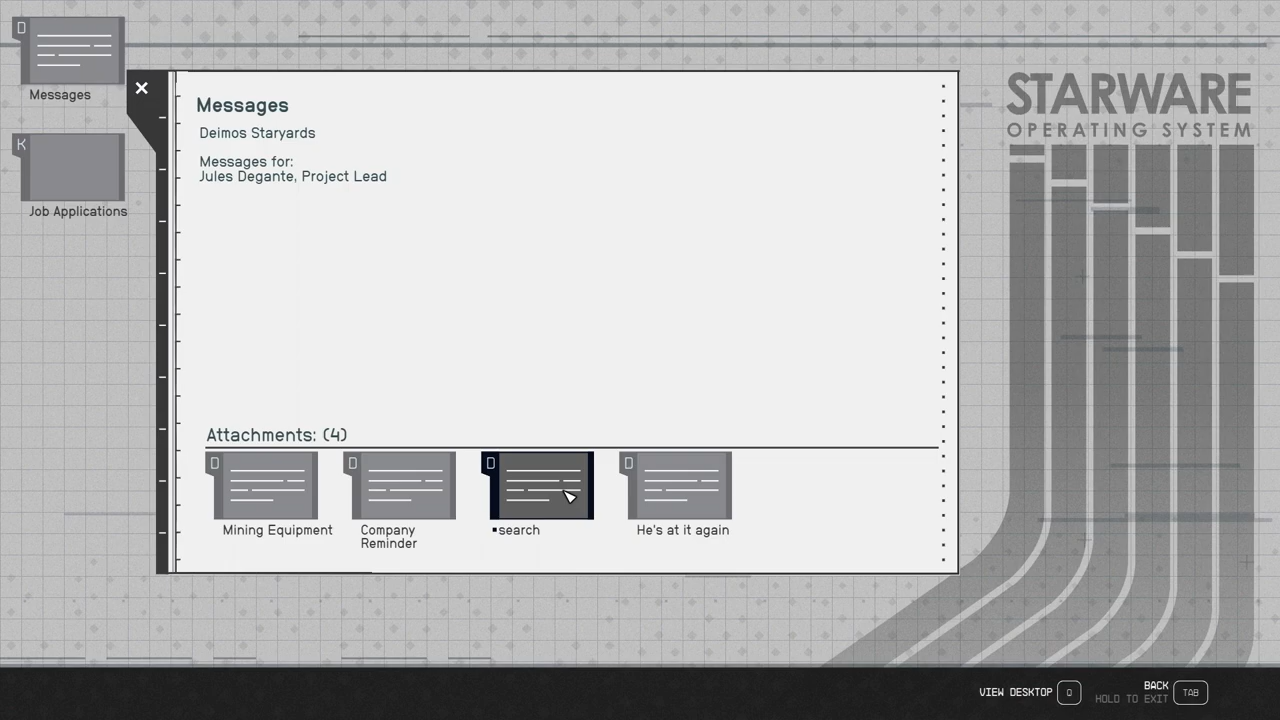 D
Messages
K
Job Applications
×
Messages
Deimos Staryards
Messages for:
Jules Degante, Project Lead
Attachments: (4)
D
Mining Equipment
D
Company
Reminder
D
search
D
He's at it again
STARWARE
OPERATING SYSTEM
VIEW DESKTOP Q
BACK
HOLD TO EXIT TAB